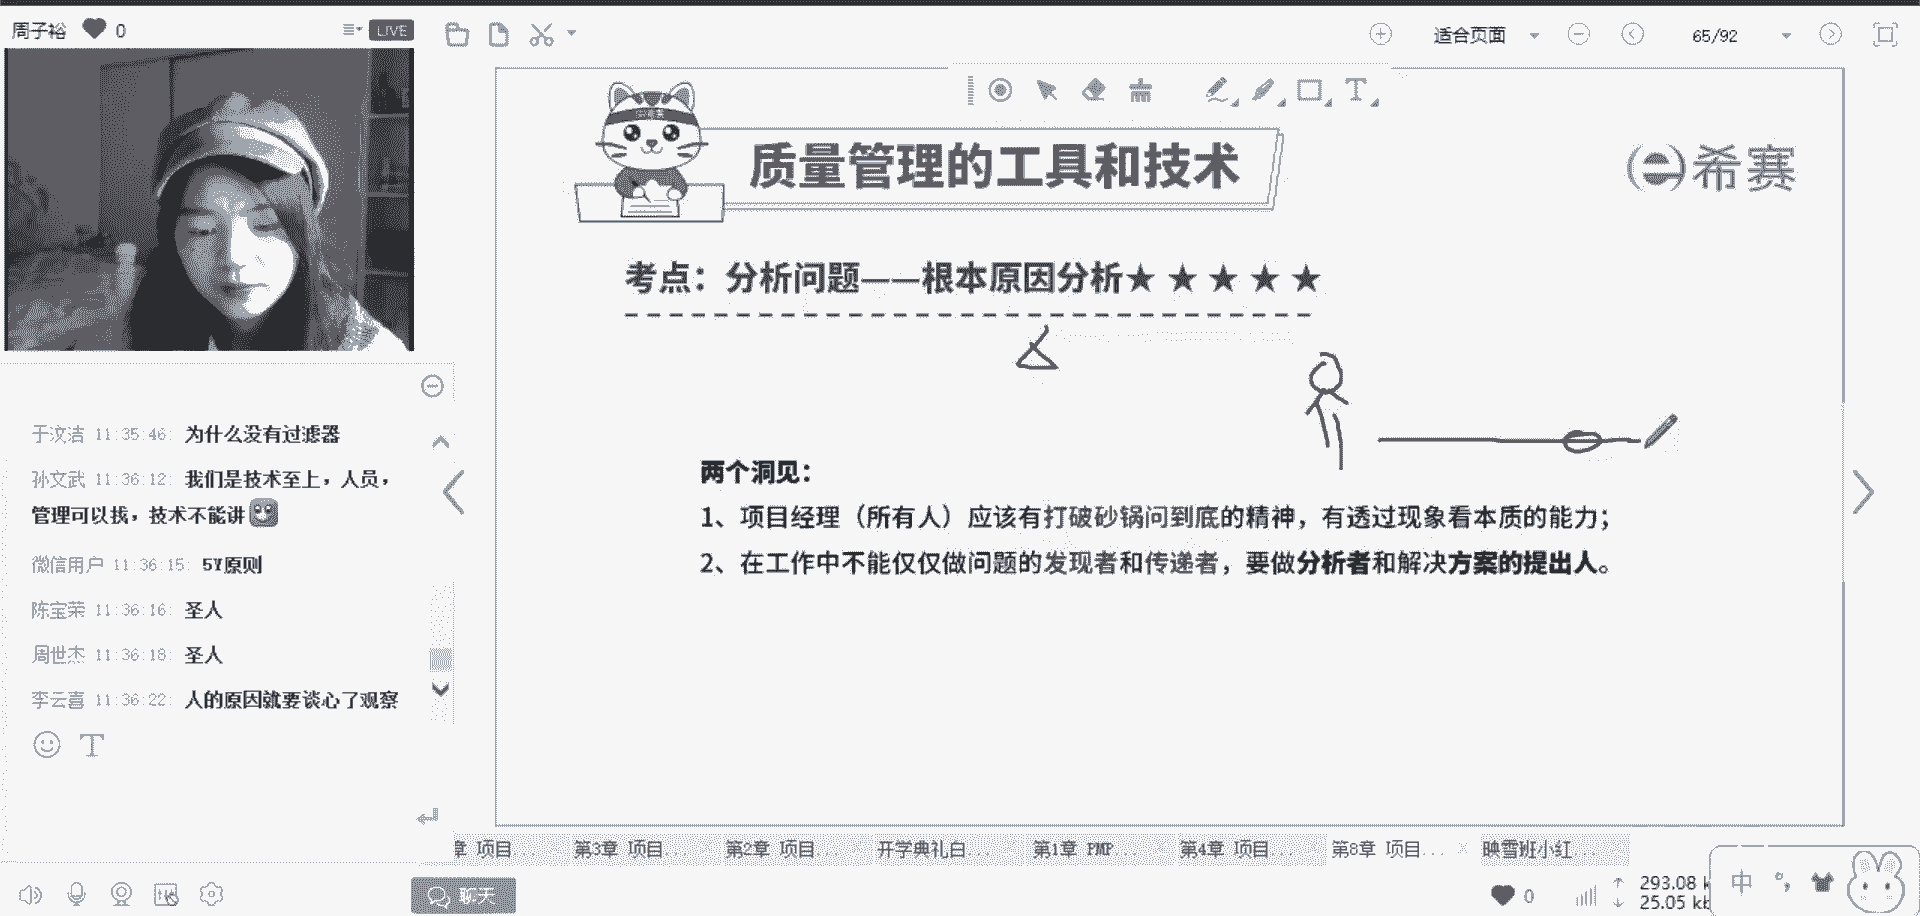 周子裕 0 LIVE
适合页面 65/92
质量管理的工具和技术
希赛
考点：分析问题——根本原因分析★★★★★
两个洞见：
1、项目经理（所有人）应该有打破砂锅问到底的精神，有透过现象看本质的能力；
2、在工作中不能仅仅做问题的发现者和传递者，要做分析者和解决方案的提出人。
于汶洁 11:35:46: 为什么没有过滤器
孙文武 11:36:12: 我们是技术至上，人员，
管理可以找，技术不能讲
微信用户 11:36:15: 5Y原则
陈宝荣 11:36:16: 圣人
周世杰 11:36:18: 圣人
李云喜 11:36:22: 人的原因就要谈心了观察
章 项目... 第3章 项目... 第2章 项目... 开学典礼白... 第1章 PMP... 第4章 项目... 第8章 项目... 映雪班小红...
聊天
0 293.08 k
25.05 kb
中